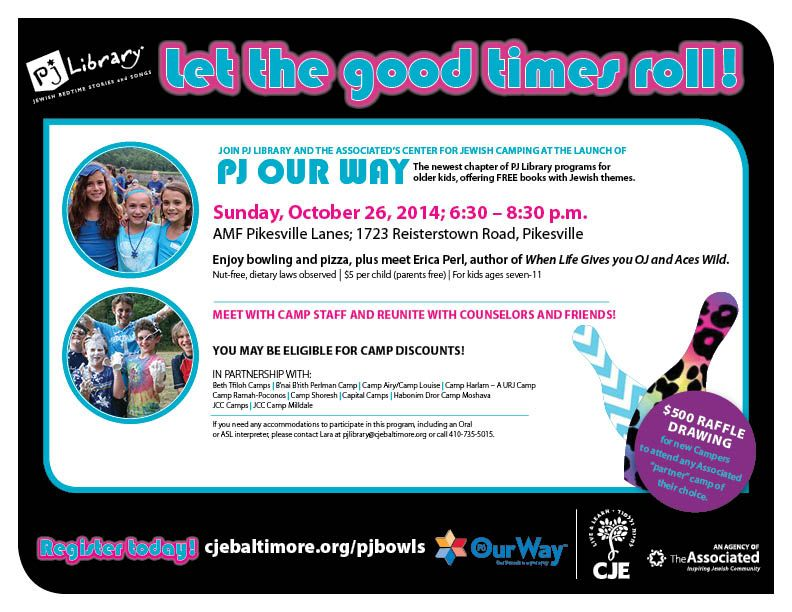 PJ Library
JEWISH BEDTIME STORIES and SONGS
Let the good times roll!
JOIN PJ LIBRARY AND THE ASSOCIATED'S CENTER FOR JEWISH CAMPING AT THE LAUNCH OF
PJ OUR WAY The newest chapter of PJ Library programs for
older kids, offering FREE books with Jewish themes.
Sunday, October 26, 2014; 6:30 – 8:30 p.m.
AMF Pikesville Lanes; 1723 Reisterstown Road, Pikesville
Enjoy bowling and pizza, plus meet Erica Perl, author of When Life Gives you OJ and Aces Wild.
Nut-free, dietary laws observed | $5 per child (parents free) | For kids ages seven-11
MEET WITH CAMP STAFF AND REUNITE WITH COUNSELORS AND FRIENDS!
YOU MAY BE ELIGIBLE FOR CAMP DISCOUNTS!
IN PARTNERSHIP WITH:
Beth Tfiloh Camps | B'nai B'rith Perlman Camp | Camp Airy/Camp Louise | Camp Harlam – A URJ Camp
Camp Ramah-Poconos | Camp Shoresh | Capital Camps | Habonim Dror Camp Moshava
JCC Camps | JCC Camp Milldale
If you need any accommodations to participate in this program, including an Oral
or ASL interpreter, please contact Lara at pjlibrary@cjebaltimore.org or call 410-735-5015.
$500 RAFFLE
DRAWING
for new Campers
to attend any Associated
"partner" camp of
their choice.
Register today! cjebaltimore.org/pjbowls
PJ Our Way
LIVE & LEARN
CJE
AN AGENCY OF
The Associated
Inspiring Jewish Community